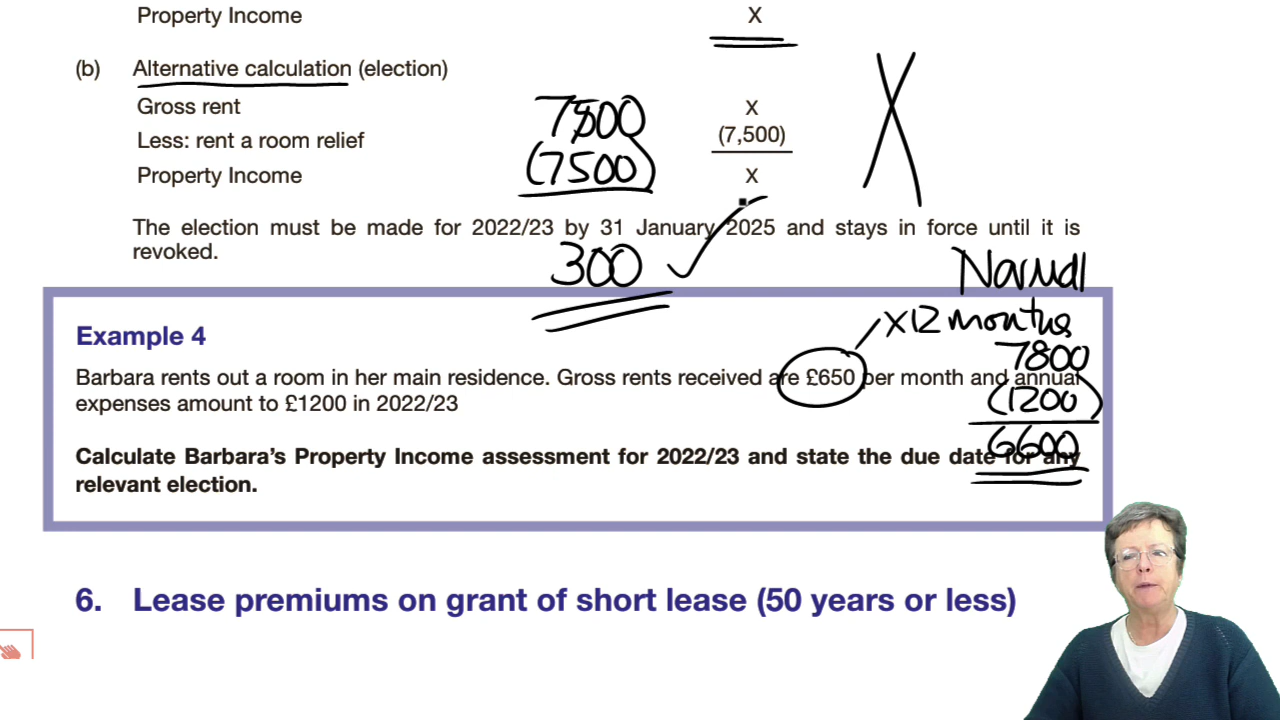 Property Income X
(b) Alternative calculation (election)
Gross rent 7800 X
Less: rent a room relief (7500) (7,500)
Property Income X
The election must be made for 2022/23 by 31 January 2025 and stays in force until it is
revoked.
300
Normal
Example 4
X12 months
7800
Barbara rents out a room in her main residence. Gross rents received are £650 per month and annual
expenses amount to £1200 in 2022/23
(1200)
6600
Calculate Barbara's Property Income assessment for 2022/23 and state the due date for any
relevant election.
6. Lease premiums on grant of short lease (50 years or less)